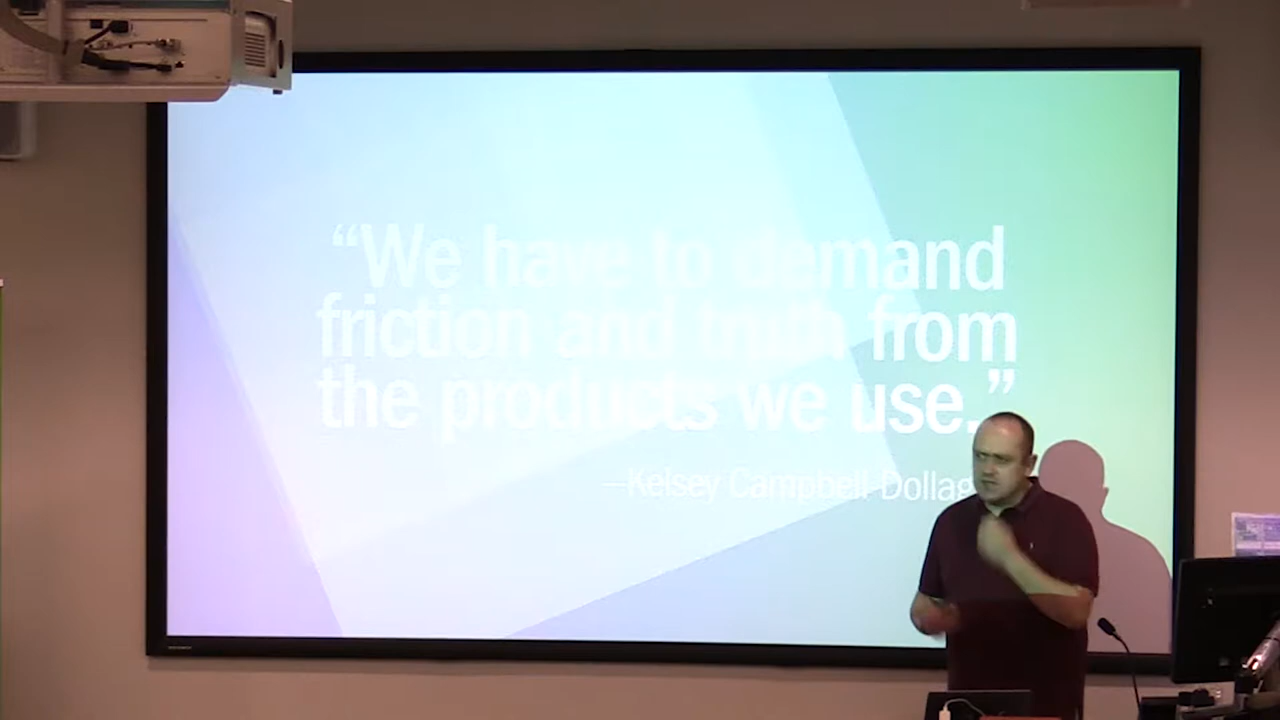 “We have to demand
friction and truth from
the products we use.”
—Kelsey Campbell Dollag